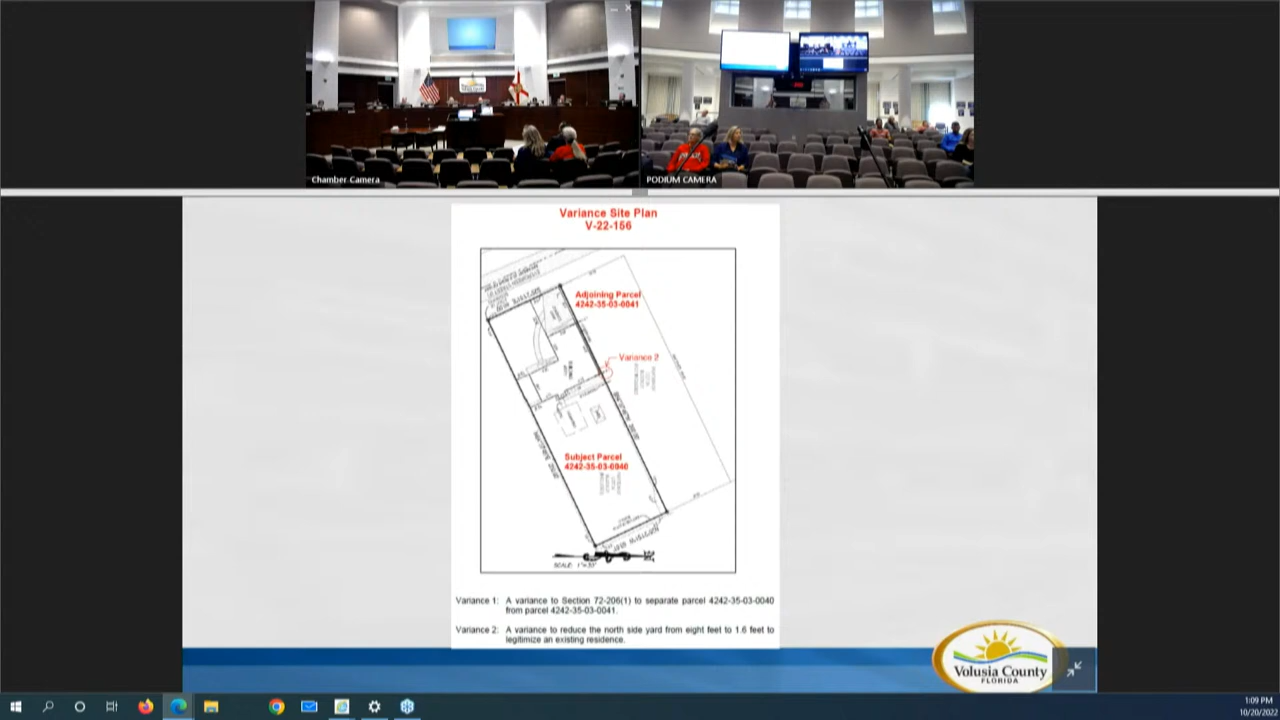 Chamber Camera
PODIUM CAMERA
Variance Site Plan
V-22-156
Adjoining Parcel
4242-35-03-0041
Variance 2
Subject Parcel
4242-35-03-0040
SCALE: 1"=20'
Variance 1: A variance to Section 72-206(1) to separate parcel 4242-35-03-0040
from parcel 4242-35-03-0041.
Variance 2: A variance to reduce the north side yard from eight feet to 1.6 feet to
legitimize an existing residence.
Volusia County
FLORIDA
1:09 PM
10/20/2022